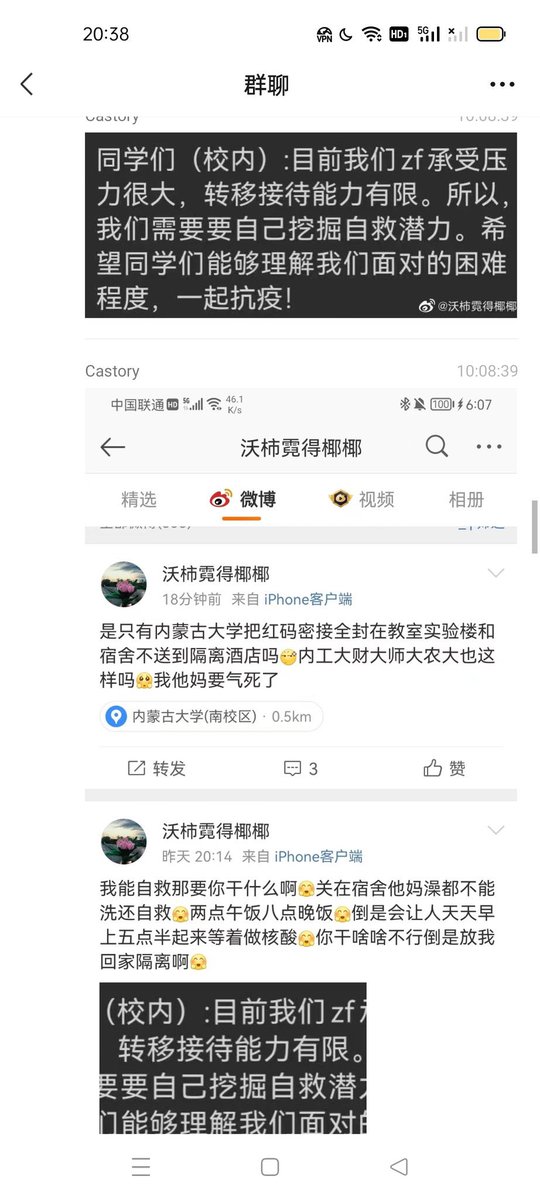 20:38
VPN
HD1
5G
群聊
Castory
10:08:39
同学们（校内）:目前我们zf承受压
力很大，转移接待能力有限。所以,
我们需要要自己挖掘自救潜力。希
望同学们能够理解我们面对的困难
程度，一起抗疫!
@沃柿霓得椰椰
Castory
10:08:39
中国联通 HD 5G 46.1 K/s 100 6:07
沃柿霓得椰椰
精选 微博 视频 相册
沃柿霓得椰椰
18分钟前 来自 iPhone客户端
是只有内蒙古大学把红码密接全封在教室实验楼和
宿舍不送到隔离酒店吗内工大财大师大农大也这
样吗我他妈要气死了
内蒙古大学(南校区) · 0.5km
转发 3 赞
沃柿霓得椰椰
昨天 20:14 来自 iPhone客户端
我能自救那要你干什么啊关在宿舍他妈澡都不能
洗还自救两点午饭八点晚饭倒是会让人天天早
上五点半起来等着做核酸你干啥啥不行倒是放我
回家隔离啊
（校内）:目前我们zf
转移接待能力有限。
要要自己挖掘自救潜
们能够理解我们面对的